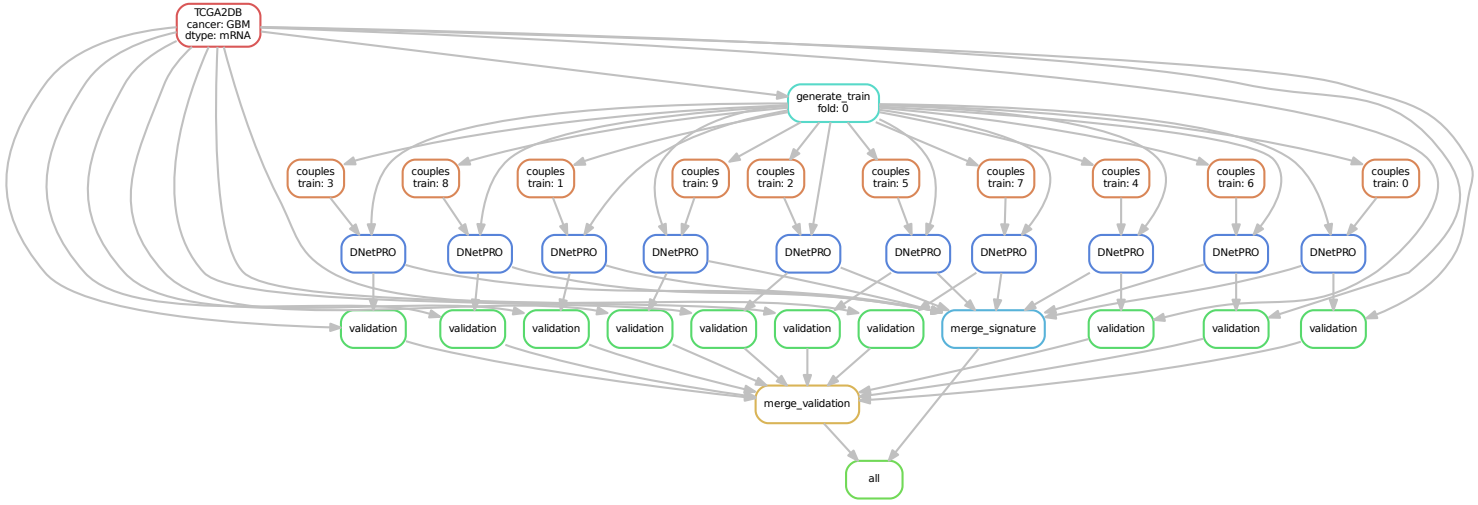 TCGA2DB
cancer: GBM
dtype: mRNA
generate_train
fold: 0
couples
train: 3
couples
train: 8
couples
train: 1
couples
train: 9
couples
train: 2
couples
train: 5
couples
train: 7
couples
train: 4
couples
train: 6
couples
train: 0
DNetPRO
DNetPRO
DNetPRO
DNetPRO
DNetPRO
DNetPRO
DNetPRO
DNetPRO
DNetPRO
DNetPRO
validation
validation
validation
validation
validation
validation
validation
merge_signature
validation
validation
validation
merge_validation
all